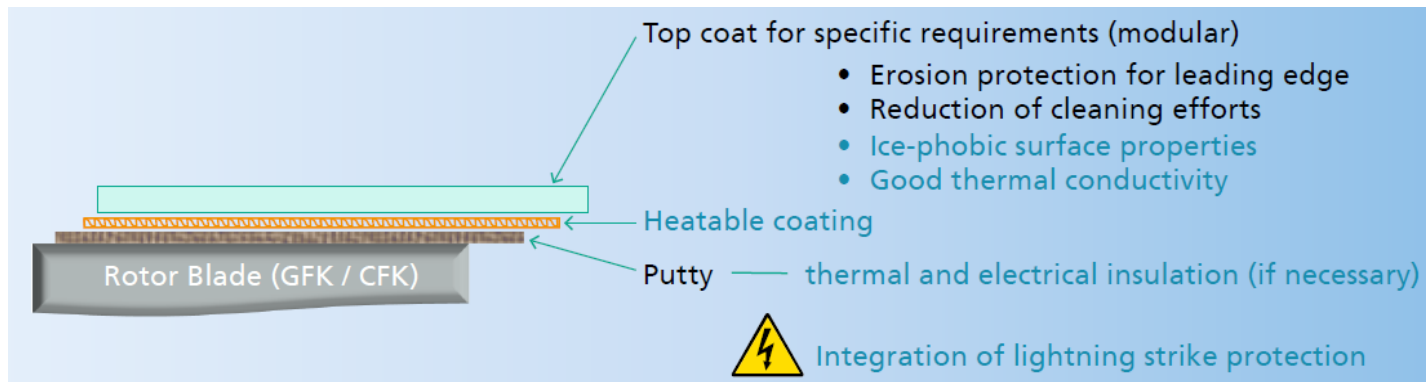 Top coat for specific requirements (modular)
• Erosion protection for leading edge
• Reduction of cleaning efforts
• Ice-phobic surface properties
• Good thermal conductivity
Heatable coating
Rotor Blade (GFK / CFK)
Putty
thermal and electrical insulation (if necessary)
Integration of lightning strike protection